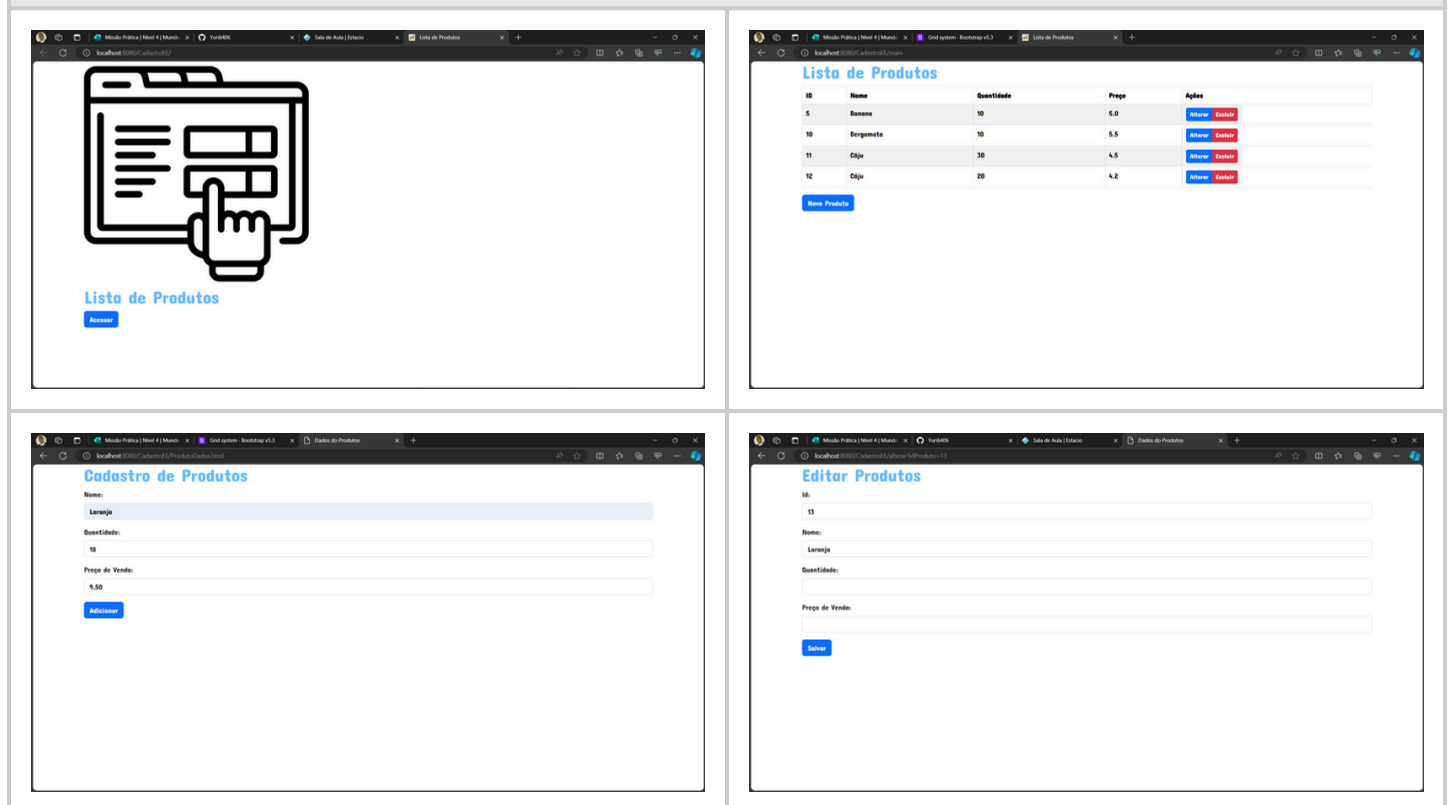 Missão Prática | Nível 4 | Mundo Yuri6406 Sala de Aula | Estacio Lista de Produtos
localhost:8080/CadastroEE/
Lista de Produtos
Acessar
Missão Prática | Nível 4 | Mundo Grid system · Bootstrap v5.3 Lista de Produtos
localhost:8080/CadastroEE/main
Lista de Produtos
ID Nome Quantidade Preço Ações
5 Banana 10 5.0 Alterar Excluir
10 Bergamota 10 5.5 Alterar Excluir
11 Cáju 30 4.5 Alterar Excluir
12 Cáju 20 4.2 Alterar Excluir
Novo Produto
Missão Prática | Nível 4 | Mundo Grid system · Bootstrap v5.3 Dados do Produtos
localhost:8080/CadastroEE/ProdutoDados.html
Cadastro de Produtos
Nome:
Laranja
Quantidade:
18
Preço de Venda:
9,50
Adicionar
Missão Prática | Nível 4 | Mundo Yuri6406 Sala de Aula | Estacio Dados do Produtos
localhost:8080/CadastroEE/alterar?idProduto=13
Editar Produtos
Id:
13
Nome:
Laranja
Quantidade:
Preço de Venda:
Salvar